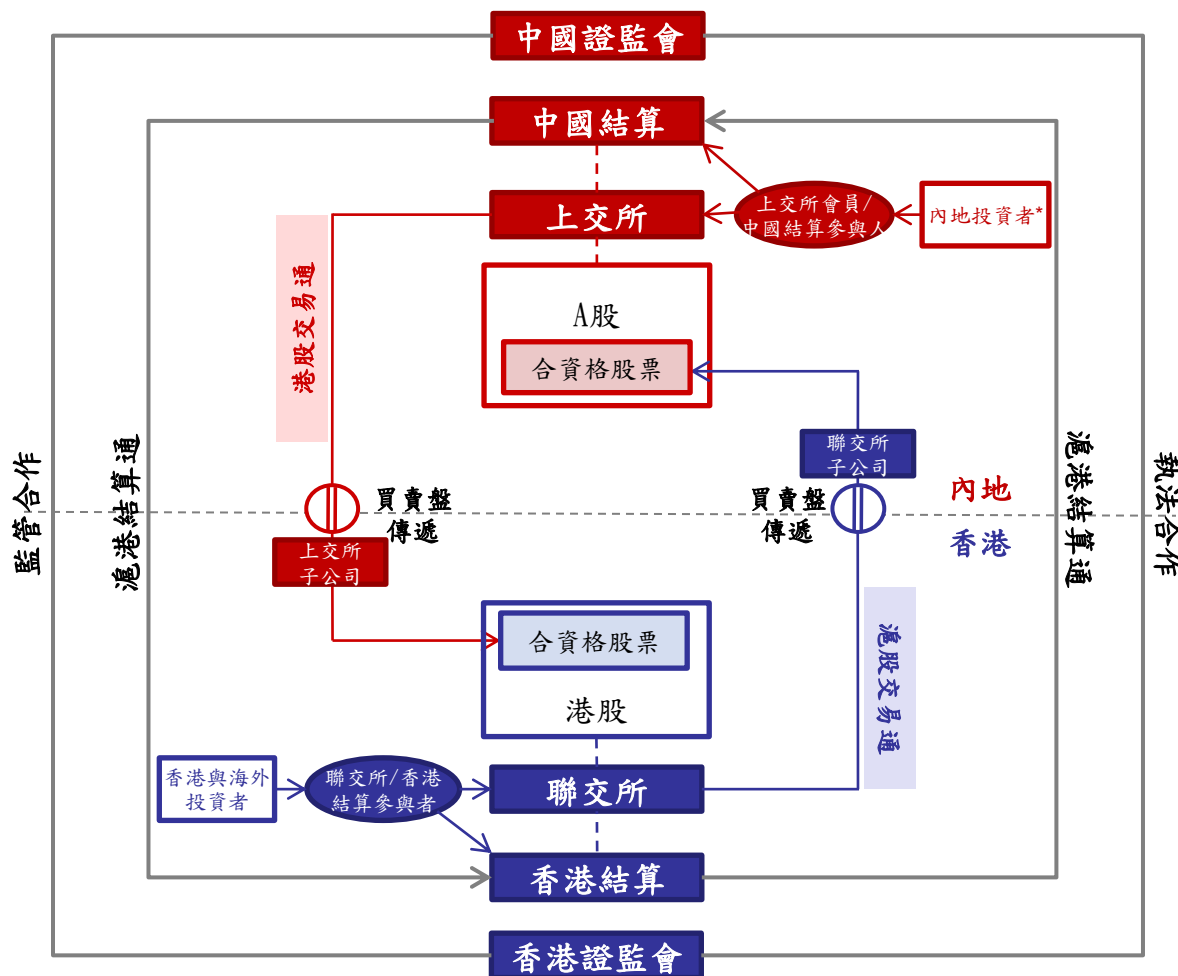 中國證監會
中國結算
上交所
上交所會員/
中國結算參與人
內地投資者*
港股交易通
A股
合資格股票
聯交所
子公司
監管合作
滬港結算通
買賣盤
傳遞
買賣盤
傳遞
內地
香港
滬港結算通
執法合作
上交所
子公司
合資格股票
港股
滬股交易通
香港與海外
投資者
聯交所/香港
結算參與者
聯交所
香港結算
香港證監會